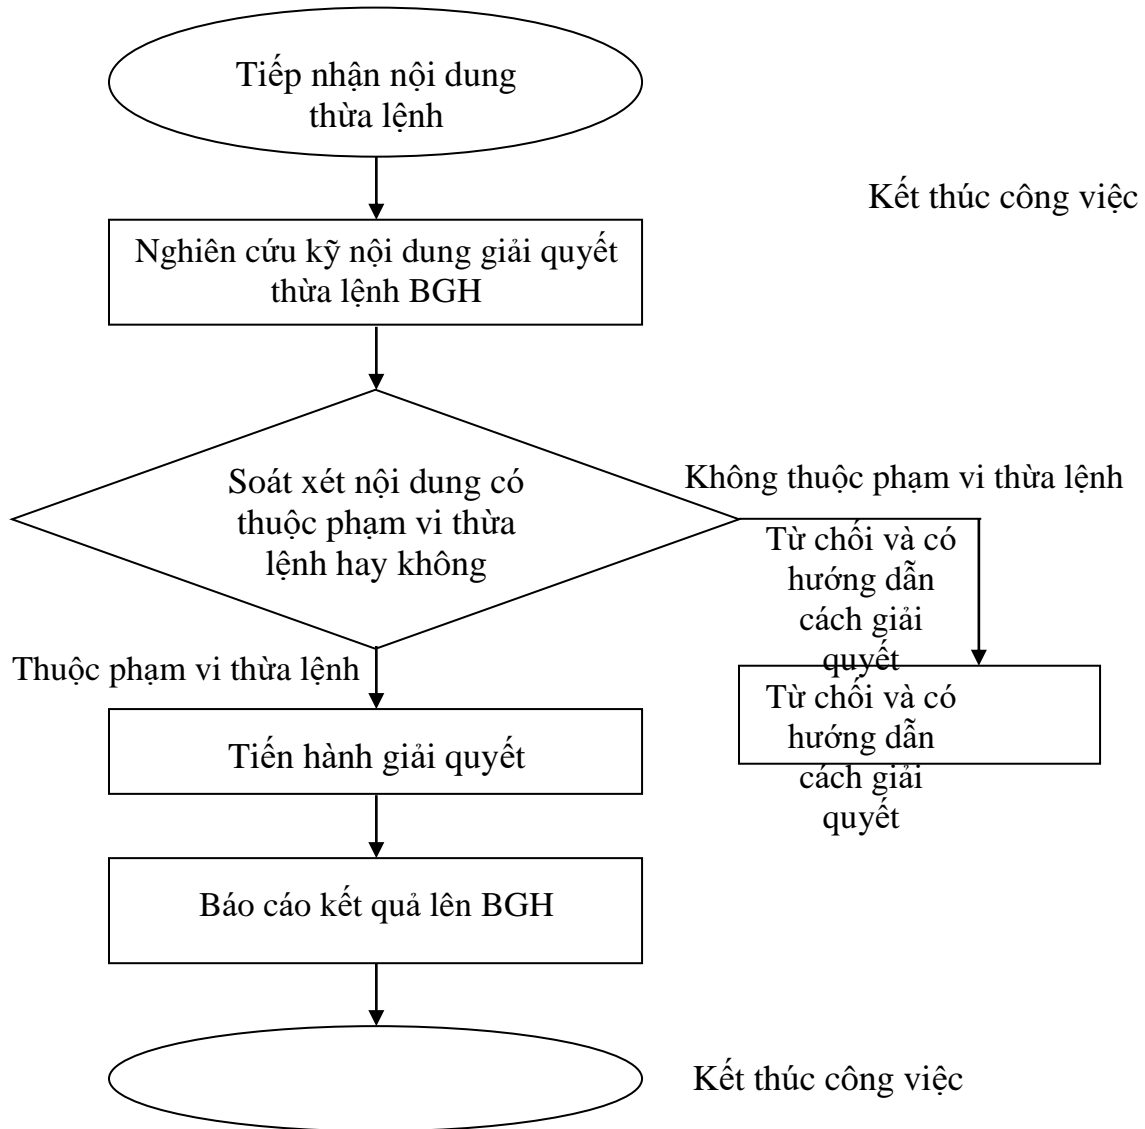 Tiếp nhận nội dung
thừa lệnh
Kết thúc công việc
Nghiên cứu kỹ nội dung giải quyết
thừa lệnh BGH
Soát xét nội dung có
thuộc phạm vi thừa
lệnh hay không
Không thuộc phạm vi thừa lệnh
Từ chối và có
hướng dẫn
cách giải
quyết
Thuộc phạm vi thừa lệnh
Từ chối và có
hướng dẫn
cách giải
quyết
Tiến hành giải quyết
Báo cáo kết quả lên BGH
Kết thúc công việc